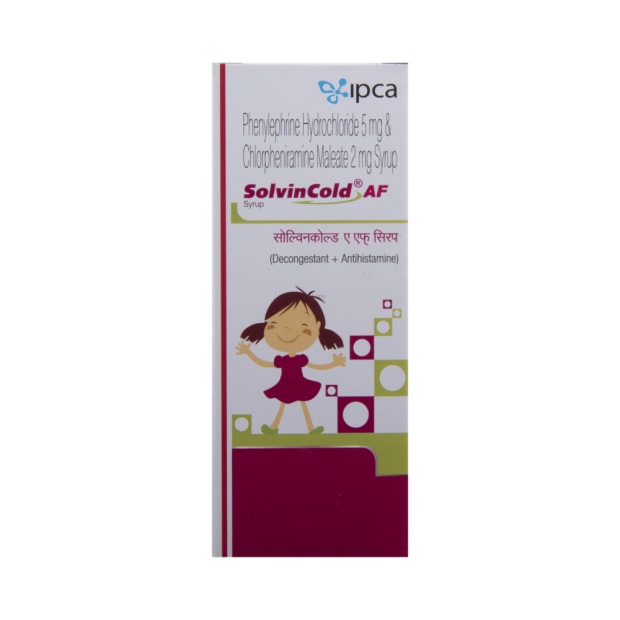 ipca
Phenylephrine Hydrochloride 5 mg &
Chlorpheniramine Maleate 2 mg Syrup
SolvinCold® AF
Syrup
सोल्विनकोल्ड ए एफ् सिरप
(Decongestant + Antihistamine)